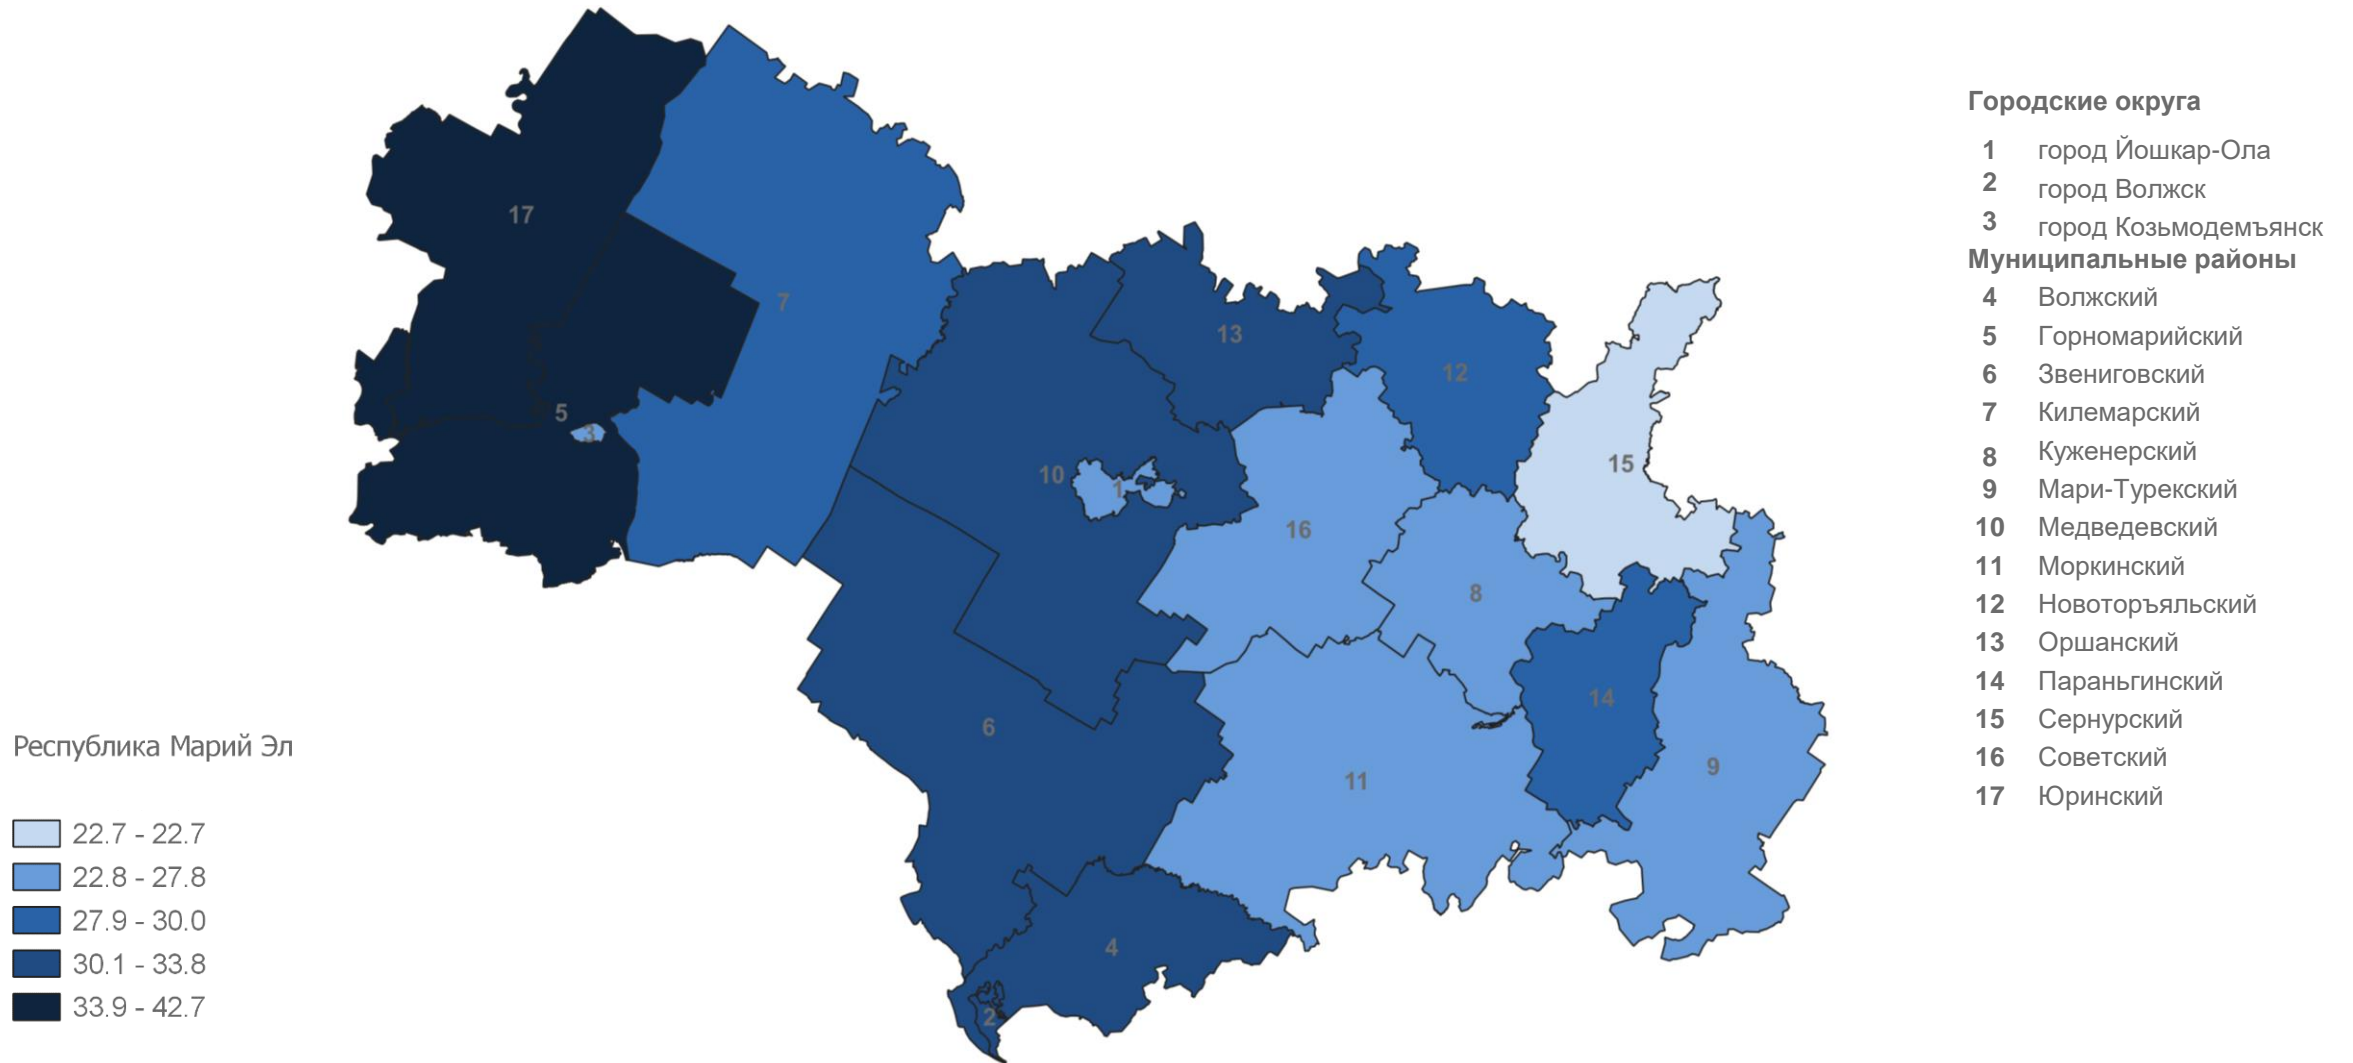 17
7
13
12
5
3
10
1
15
16
8
14
6
11
9
4
2
Республика Марий Эл
22.7 - 22.7
22.8 - 27.8
27.9 - 30.0
30.1 - 33.8
33.9 - 42.7
Городские округа
1 город Йошкар-Ола
2 город Волжск
3 город Козьмодемъянск
Муниципальные районы
4 Волжский
5 Горномарийский
6 Звениговский
7 Килемарский
8 Куженерский
9 Мари-Турекский
10 Медведевский
11 Моркинский
12 Новоторъяльский
13 Оршанский
14 Параньгинский
15 Сернурский
16 Советский
17 Юринский